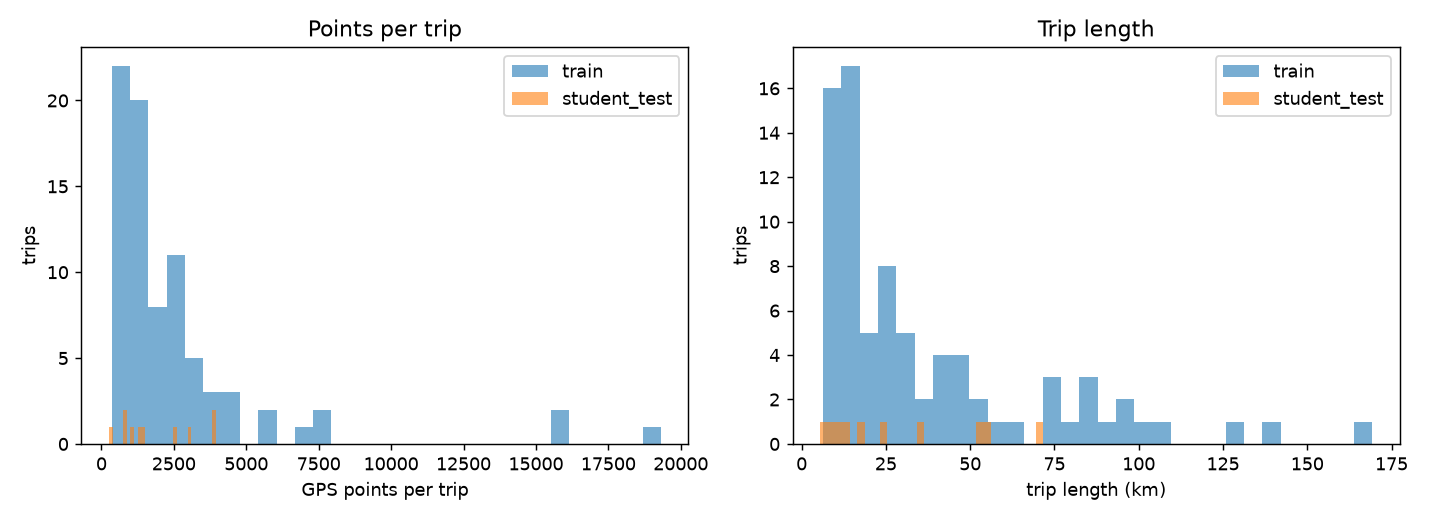 Points per trip
train
student_test
20
15
10
5
0
trips
0 2500 5000 7500 10000 12500 15000 17500 20000
GPS points per trip
Trip length
train
student_test
16
14
12
10
8
6
4
2
0
trips
0 25 50 75 100 125 150 175
trip length (km)